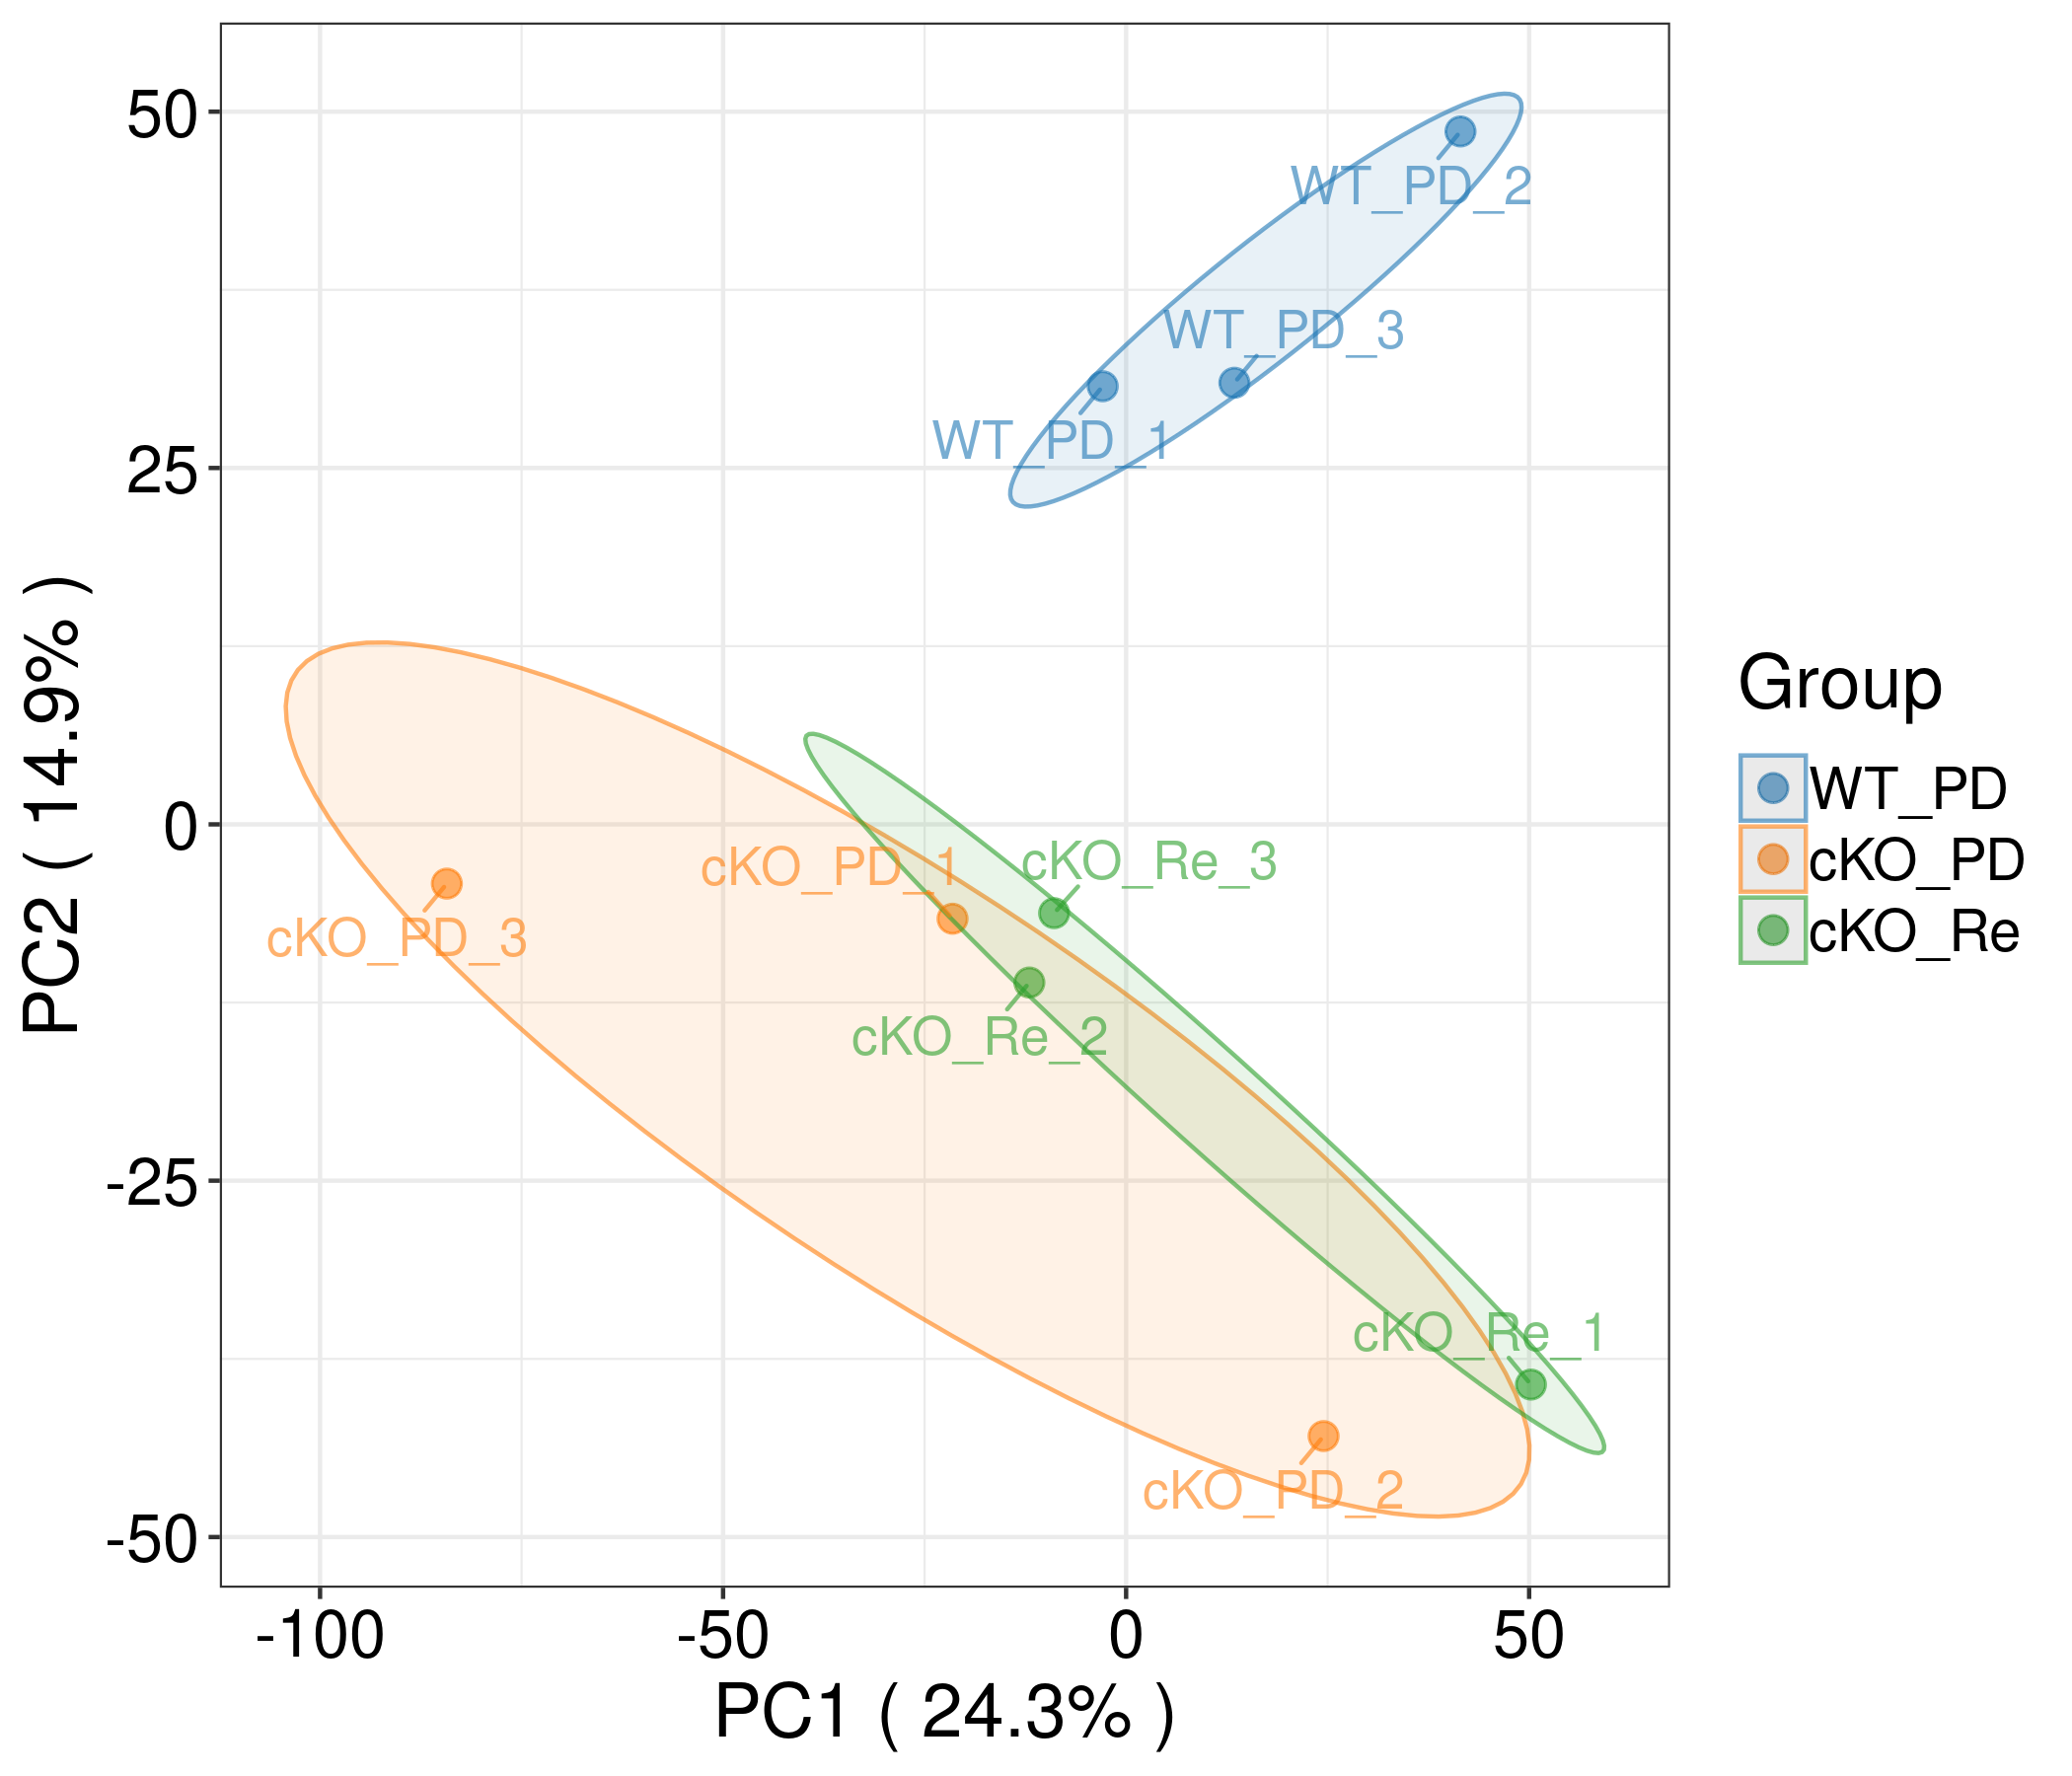 50
25
0
-25
-50
-100
-50
0
50
PC2 ( 14.9% )
PC1 ( 24.3% )
WT_PD_2
WT_PD_3
WT_PD_1
cKO_PD_1
cKO_Re_3
cKO_PD_3
cKO_Re_2
cKO_Re_1
cKO_PD_2
Group
WT_PD
cKO_PD
cKO_Re